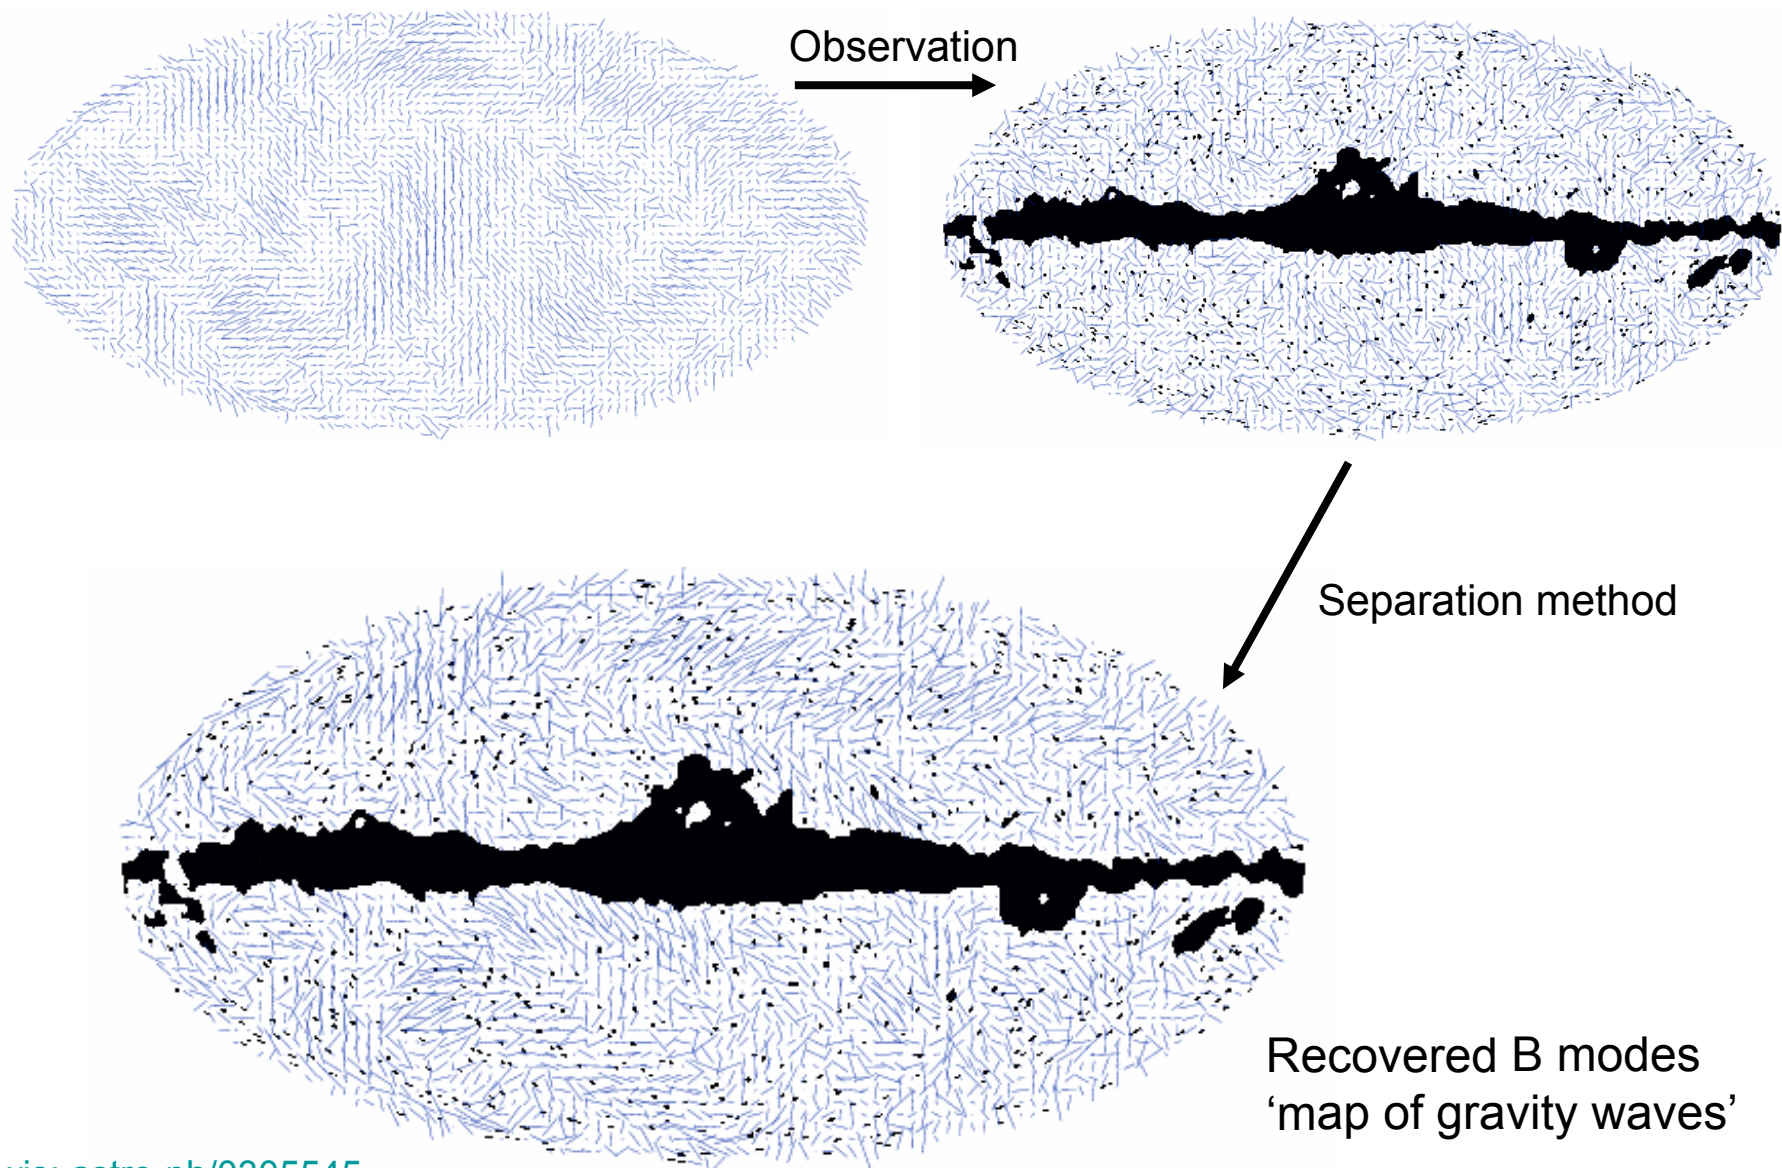 Observation
Separation method
Recovered B modes
‘map of gravity waves’